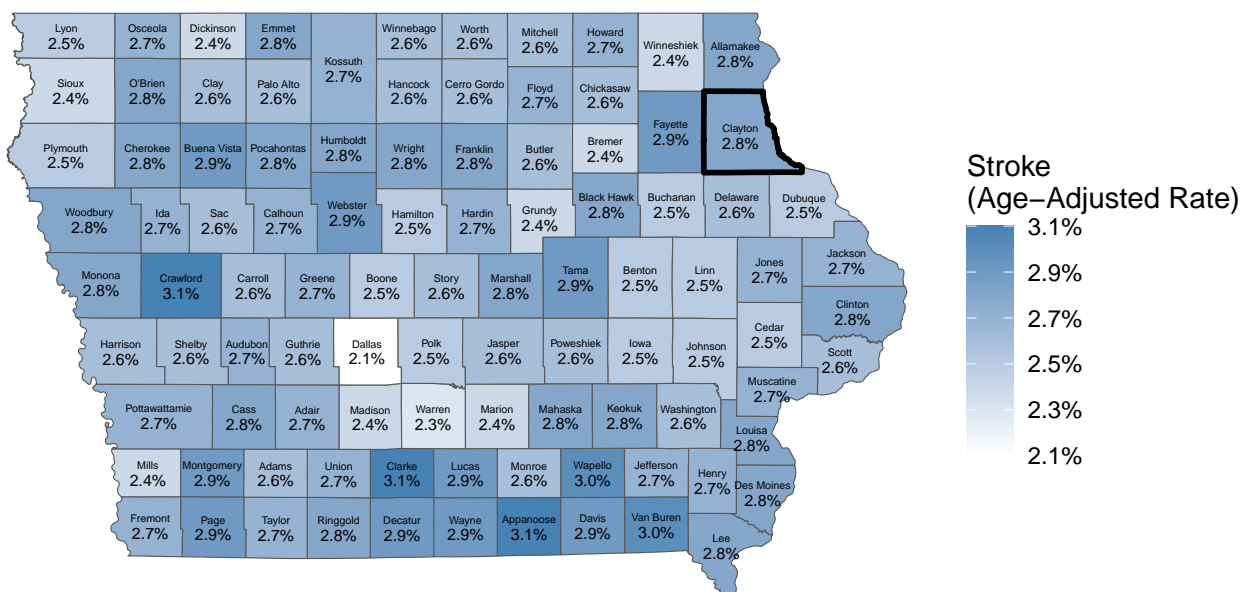 Lyon
2.5%
Osceola
2.7%
Dickinson
2.4%
Emmet
2.8%
Kossuth
2.7%
Winnebago
2.6%
Worth
2.6%
Mitchell
2.6%
Howard
2.7%
Winneshiek
2.4%
Allamakee
2.8%
Sioux
2.4%
O'Brien
2.8%
Clay
2.6%
Palo Alto
2.6%
Hancock
2.6%
Cerro Gordo
2.6%
Floyd
2.7%
Chickasaw
2.6%
Fayette
2.9%
Clayton
2.8%
Plymouth
2.5%
Cherokee
2.8%
Buena Vista
2.9%
Pocahontas
2.8%
Humboldt
2.8%
Wright
2.8%
Franklin
2.8%
Butler
2.6%
Bremer
2.4%
Woodbury
2.8%
Ida
2.7%
Sac
2.6%
Calhoun
2.7%
Webster
2.9%
Hamilton
2.5%
Hardin
2.7%
Grundy
2.4%
Black Hawk
2.8%
Buchanan
2.5%
Delaware
2.6%
Dubuque
2.5%
Monona
2.8%
Crawford
3.1%
Carroll
2.6%
Greene
2.7%
Boone
2.5%
Story
2.6%
Marshall
2.8%
Tama
2.9%
Benton
2.5%
Linn
2.5%
Jones
2.7%
Jackson
2.7%
Clinton
2.8%
Harrison
2.6%
Shelby
2.6%
Audubon
2.7%
Guthrie
2.6%
Dallas
2.1%
Polk
2.5%
Jasper
2.6%
Poweshiek
2.6%
Iowa
2.5%
Johnson
2.5%
Cedar
2.5%
Scott
2.6%
Muscatine
2.7%
Pottawattamie
2.7%
Cass
2.8%
Adair
2.7%
Madison
2.4%
Warren
2.3%
Marion
2.4%
Mahaska
2.8%
Keokuk
2.8%
Washington
2.6%
Louisa
2.8%
Mills
2.4%
Montgomery
2.9%
Adams
2.6%
Union
2.7%
Clarke
3.1%
Lucas
2.9%
Monroe
2.6%
Wapello
3.0%
Jefferson
2.7%
Henry
2.7%
Des Moines
2.8%
Fremont
2.7%
Page
2.9%
Taylor
2.7%
Ringgold
2.8%
Decatur
2.9%
Wayne
2.9%
Appanoose
3.1%
Davis
2.9%
Van Buren
3.0%
Lee
2.8%
Stroke
(Age−Adjusted Rate)
3.1%
2.9%
2.7%
2.5%
2.3%
2.1%